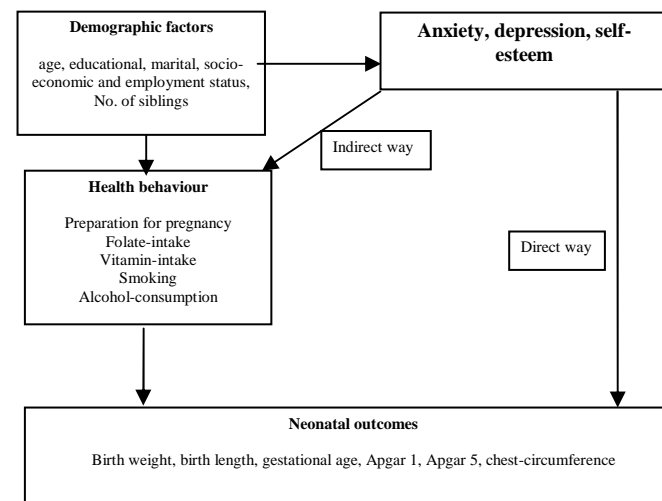 Demographic factors
age, educational, marital, socio-
economic and employment status,
No. of siblings
Anxiety, depression, self-
esteem
Indirect way
Health behaviour
Preparation for pregnancy
Folate-intake
Vitamin-intake
Smoking
Alcohol-consumption
Direct way
Neonatal outcomes
Birth weight, birth length, gestational age, Apgar 1, Apgar 5, chest-circumference